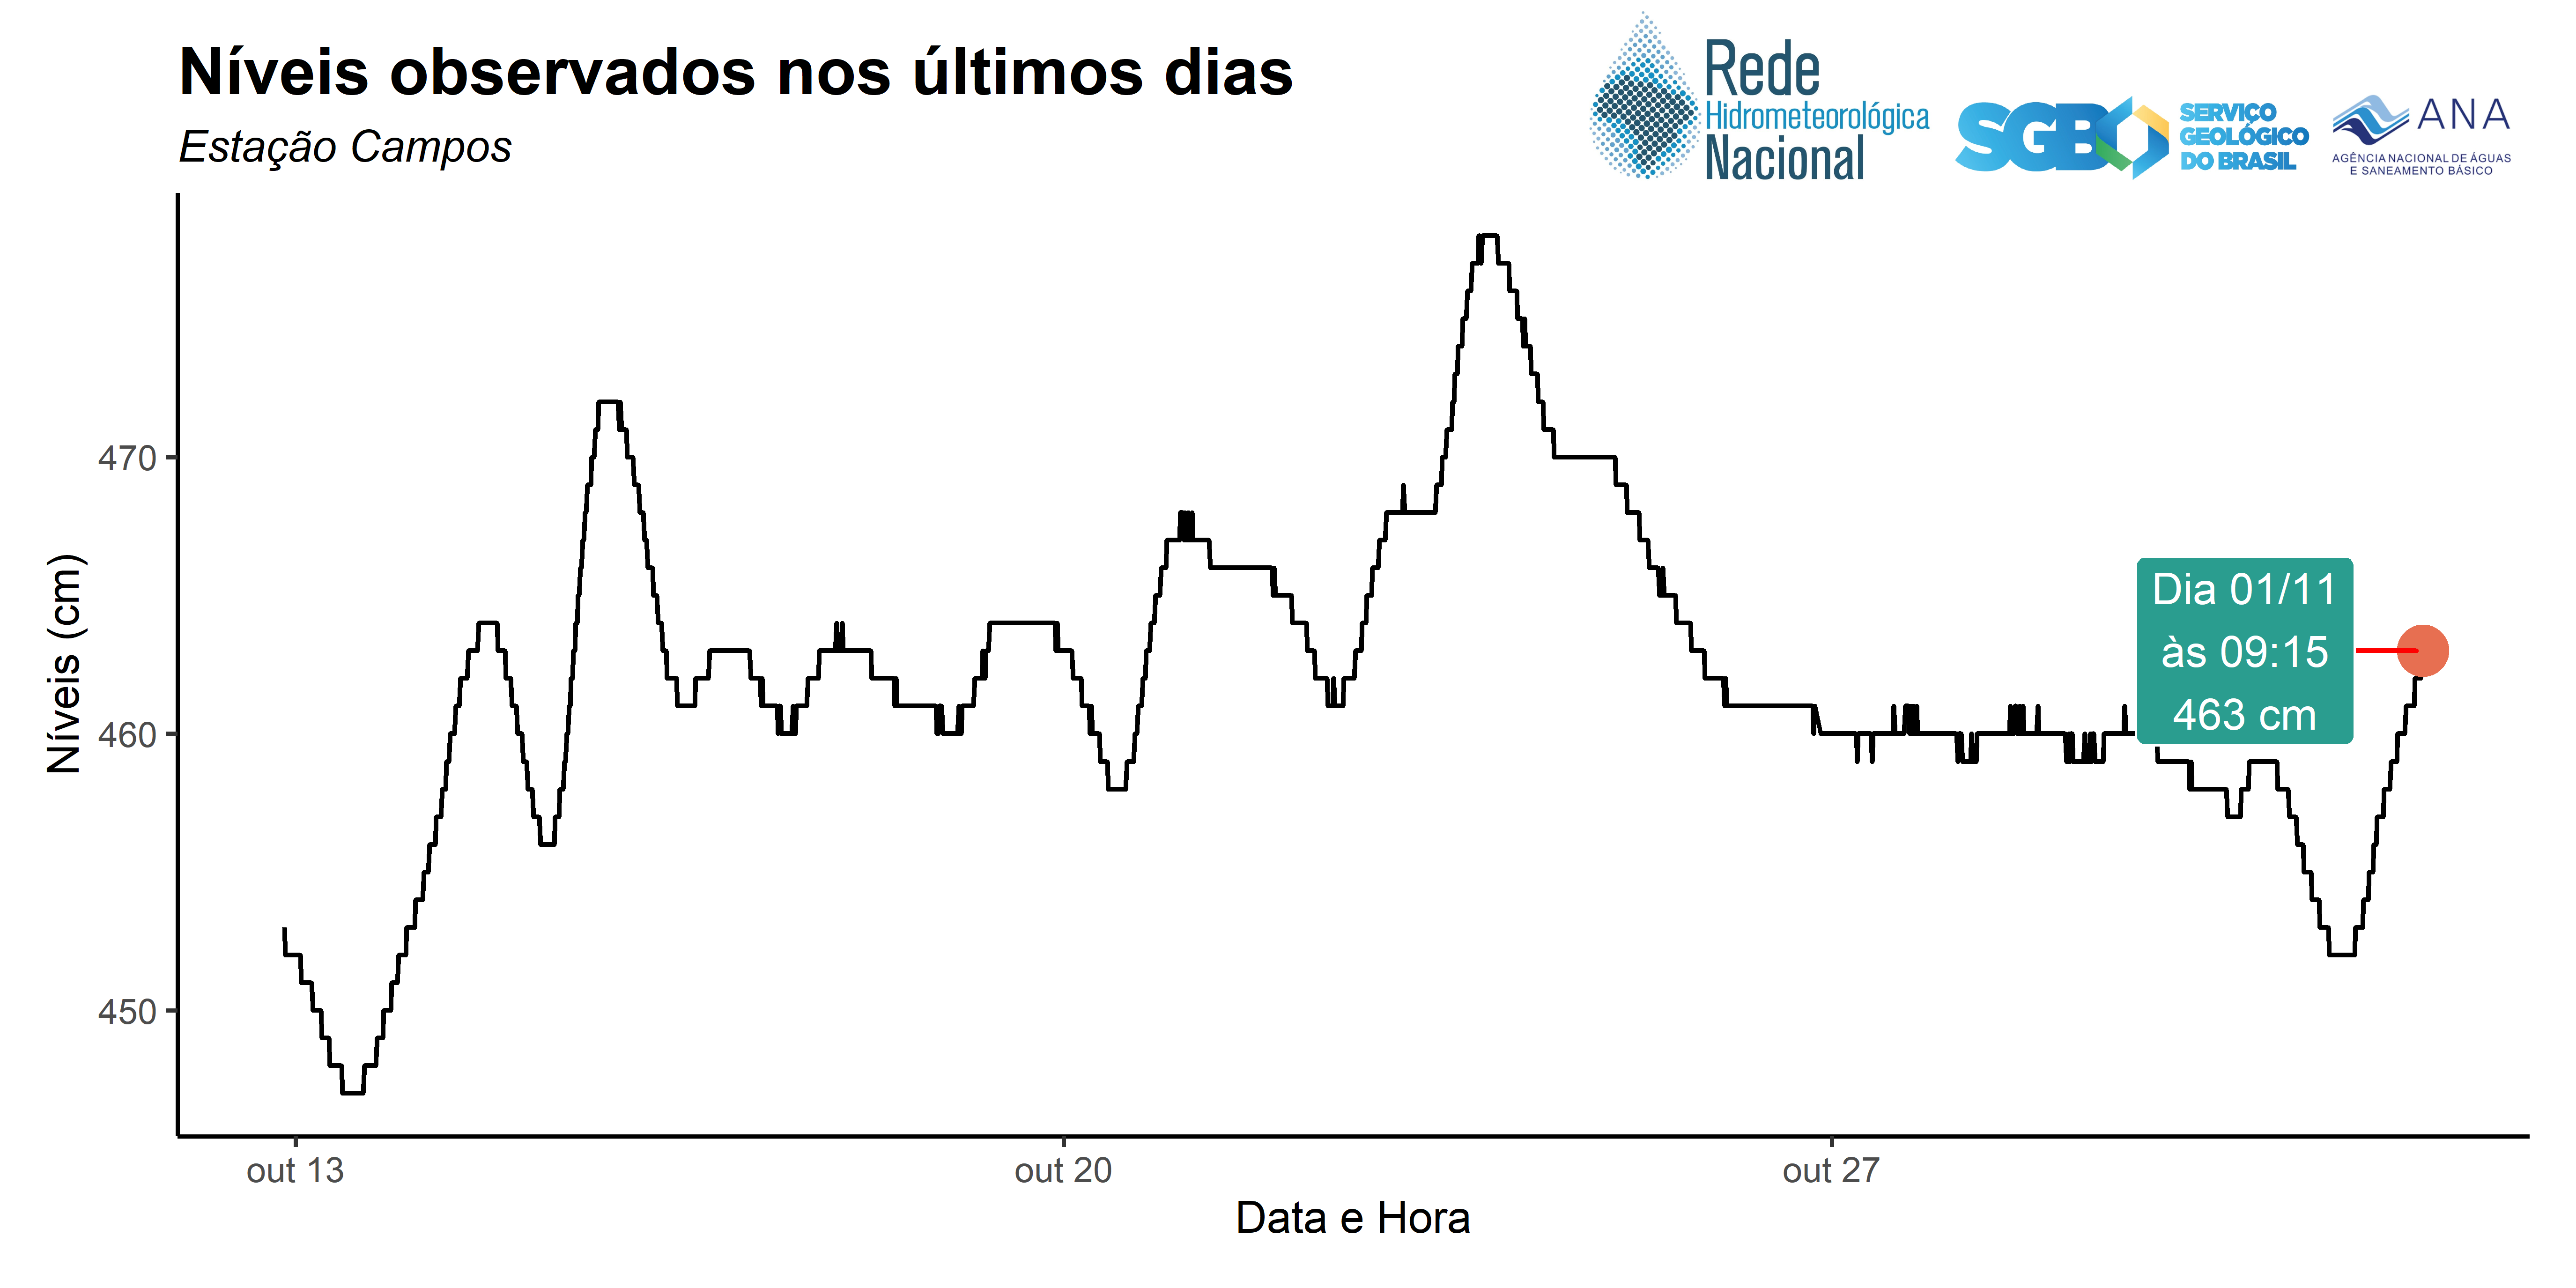 Níveis observados nos últimos dias
Estação Campos
Rede
Hidrometeorológica
Nacional
SGB
SERVIÇO
GEOLÓGICO
DO BRASIL
ANA
AGÊNCIA NACIONAL DE ÁGUAS
E SANEAMENTO BÁSICO
Níveis (cm)
470
460
450
Dia 01/11
às 09:15
463 cm
out 13
out 20
out 27
Data e Hora